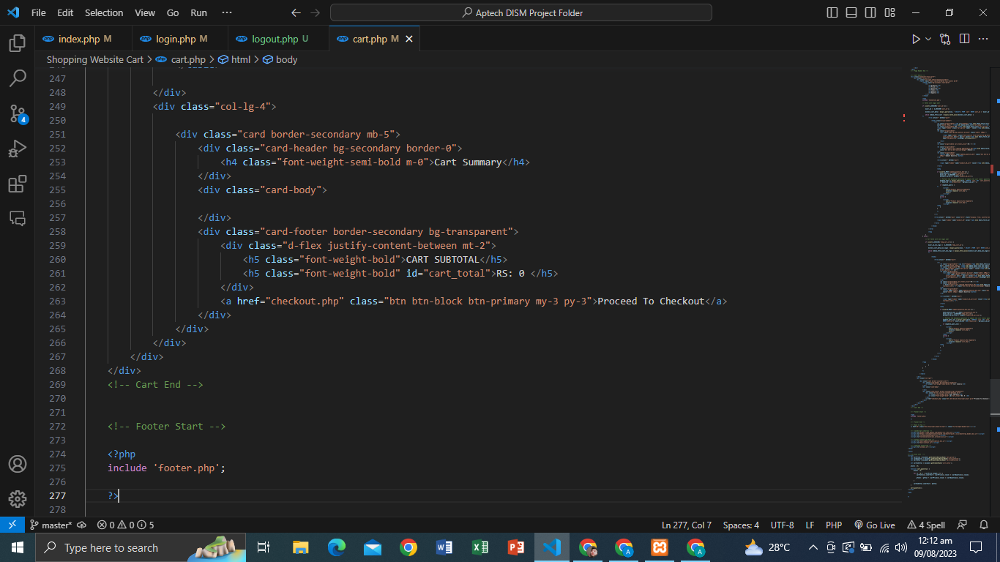 File Edit Selection View Go Run ··· Aptech DISM Project Folder
index.php M login.php M logout.php U cart.php M
Shopping Website Cart > cart.php > html > body
247
248 </div>
249 <div class="col-lg-4">
250
251 <div class="card border-secondary mb-5">
252 <div class="card-header bg-secondary border-0">
253 <h4 class="font-weight-semi-bold m-0">Cart Summary</h4>
254 </div>
255 <div class="card-body">
256
257 </div>
258 <div class="card-footer border-secondary bg-transparent">
259 <div class="d-flex justify-content-between mt-2">
260 <h5 class="font-weight-bold">CART SUBTOTAL</h5>
261 <h5 class="font-weight-bold" id="cart_total">RS: 0 </h5>
262 </div>
263 <a href="checkout.php" class="btn btn-block btn-primary my-3 py-3">Proceed To Checkout</a>
264 </div>
265 </div>
266 </div>
267 </div>
268 </div>
269 <!-- Cart End -->
270
271
272 <!-- Footer Start -->
273
274 <?php
275 include 'footer.php';
276
277 ?>
278
4
master* 0 0 5 Ln 277, Col 7 Spaces: 4 UTF-8 LF PHP Go Live 4 Spell
Type here to search 28°C 12:12 am
09/08/2023